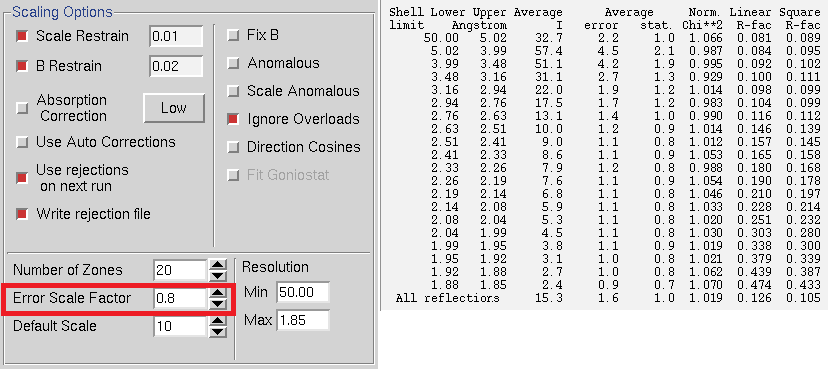 Scaling Options
Scale Restrain 0.01
B Restrain 0.02
Absorption Correction Low
Use Auto Corrections
Use rejections on next run
Write rejection file
Fix B
Anomalous
Scale Anomalous
Ignore Overloads
Direction Cosines
Fit Goniostat
Number of Zones 20
Error Scale Factor 0.8
Default Scale 10
Resolution
Min 50.00
Max 1.85
Shell Lower Upper Average Average Norm. Linear Square
limit Angstrom I error stat. Chi**2 R-fac R-fac
50.00 5.02 32.7 2.2 1.0 1.066 0.081 0.089
5.02 3.99 57.4 4.5 2.1 0.987 0.084 0.095
3.99 3.48 51.1 4.2 1.9 0.995 0.092 0.102
3.48 3.16 31.1 2.7 1.3 0.929 0.100 0.111
3.16 2.94 22.0 1.9 1.2 1.014 0.098 0.099
2.94 2.76 17.5 1.7 1.2 0.983 0.104 0.099
2.76 2.63 13.1 1.4 1.0 0.990 0.116 0.112
2.63 2.51 10.0 1.2 0.9 1.014 0.146 0.139
2.51 2.41 9.0 1.1 0.8 1.012 0.157 0.145
2.41 2.33 8.6 1.1 0.9 1.053 0.165 0.158
2.33 2.26 7.9 1.2 0.8 0.988 0.180 0.168
2.26 2.19 7.6 1.1 0.9 1.054 0.190 0.178
2.19 2.14 6.8 1.1 0.8 1.046 0.210 0.197
2.14 2.08 5.9 1.1 0.8 1.033 0.228 0.214
2.08 2.04 5.3 1.1 0.8 1.020 0.251 0.232
2.04 1.99 4.5 1.1 0.8 1.030 0.303 0.280
1.99 1.95 3.8 1.1 0.9 1.019 0.338 0.300
1.95 1.92 3.1 1.0 0.9 1.021 0.379 0.339
1.92 1.88 2.7 1.0 0.8 1.062 0.439 0.387
1.88 1.85 2.4 0.9 0.7 1.070 0.474 0.433
All reflections 15.3 1.6 1.0 1.019 0.126 0.105